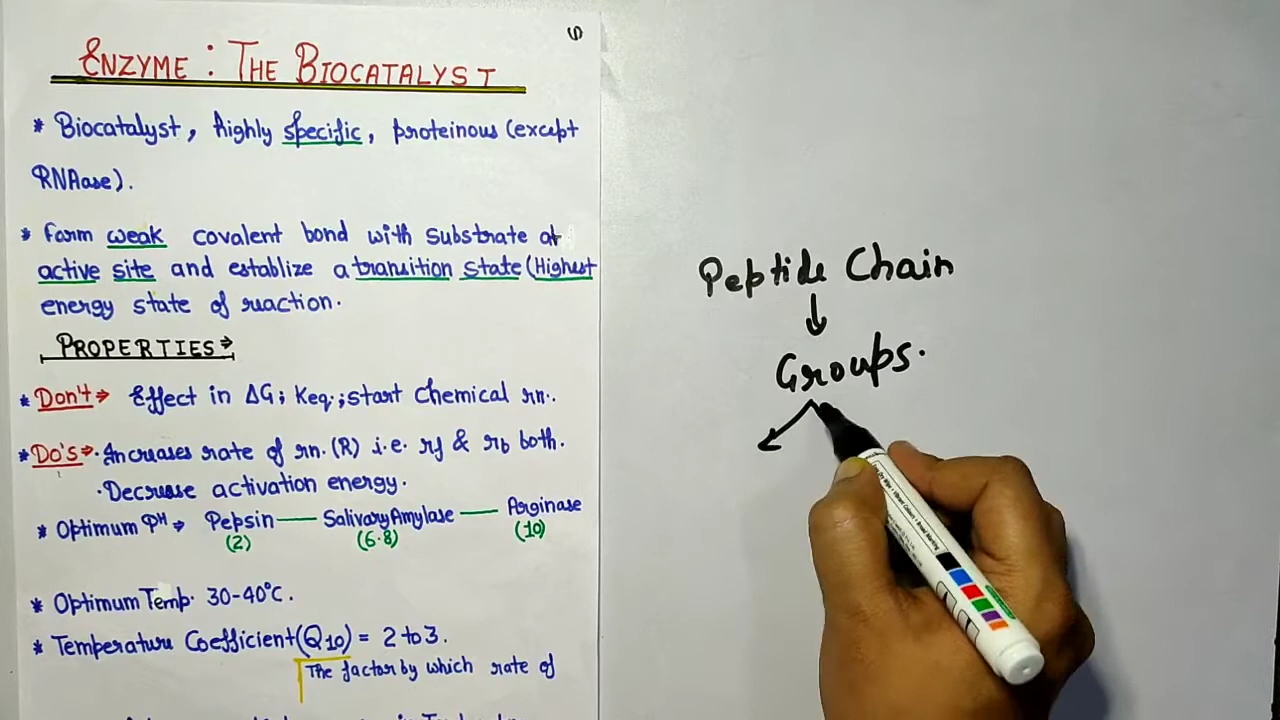 ENZYME : THE BIOCATALYST
* Biocatalyst, highly specific, proteinous (except
RNAase).
* form weak covalent bond with substrate at
active site and establize a transition state (Highest
energy state of reaction.
PROPERTIES→
* Don't → Effect in ΔG; Keq.; start chemical rn..
* Do's → · Increases rate of rn. (R) i.e. rf & rb both.
· Decrease activation energy.
* Optimum PH → Pepsin — Salivary Amylase — Arginase
(2) (6.8) (10)
* Optimum Temp. 30-40°C.
* Temperature Coefficient (Q10) = 2 to 3.
The factor by which rate of
Peptide Chain
↓
Groups.